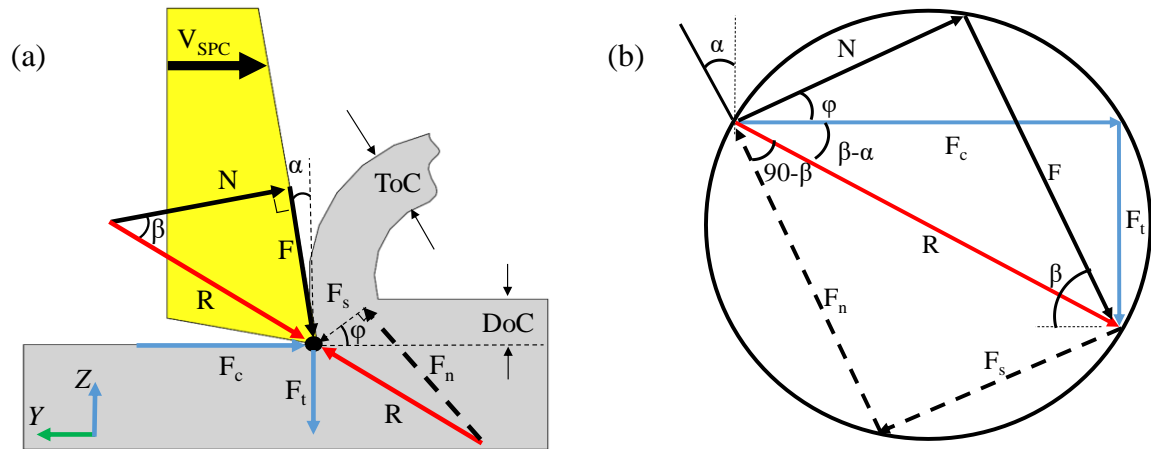 (a)
V_SPC
α
ToC
N
β
F
R
F_s
φ
DoC
F_c
F_n
F_t
Z
Y
R
(b)
α
N
φ
F_c
β-α
90-β
F
F_t
R
β
F_n
F_s